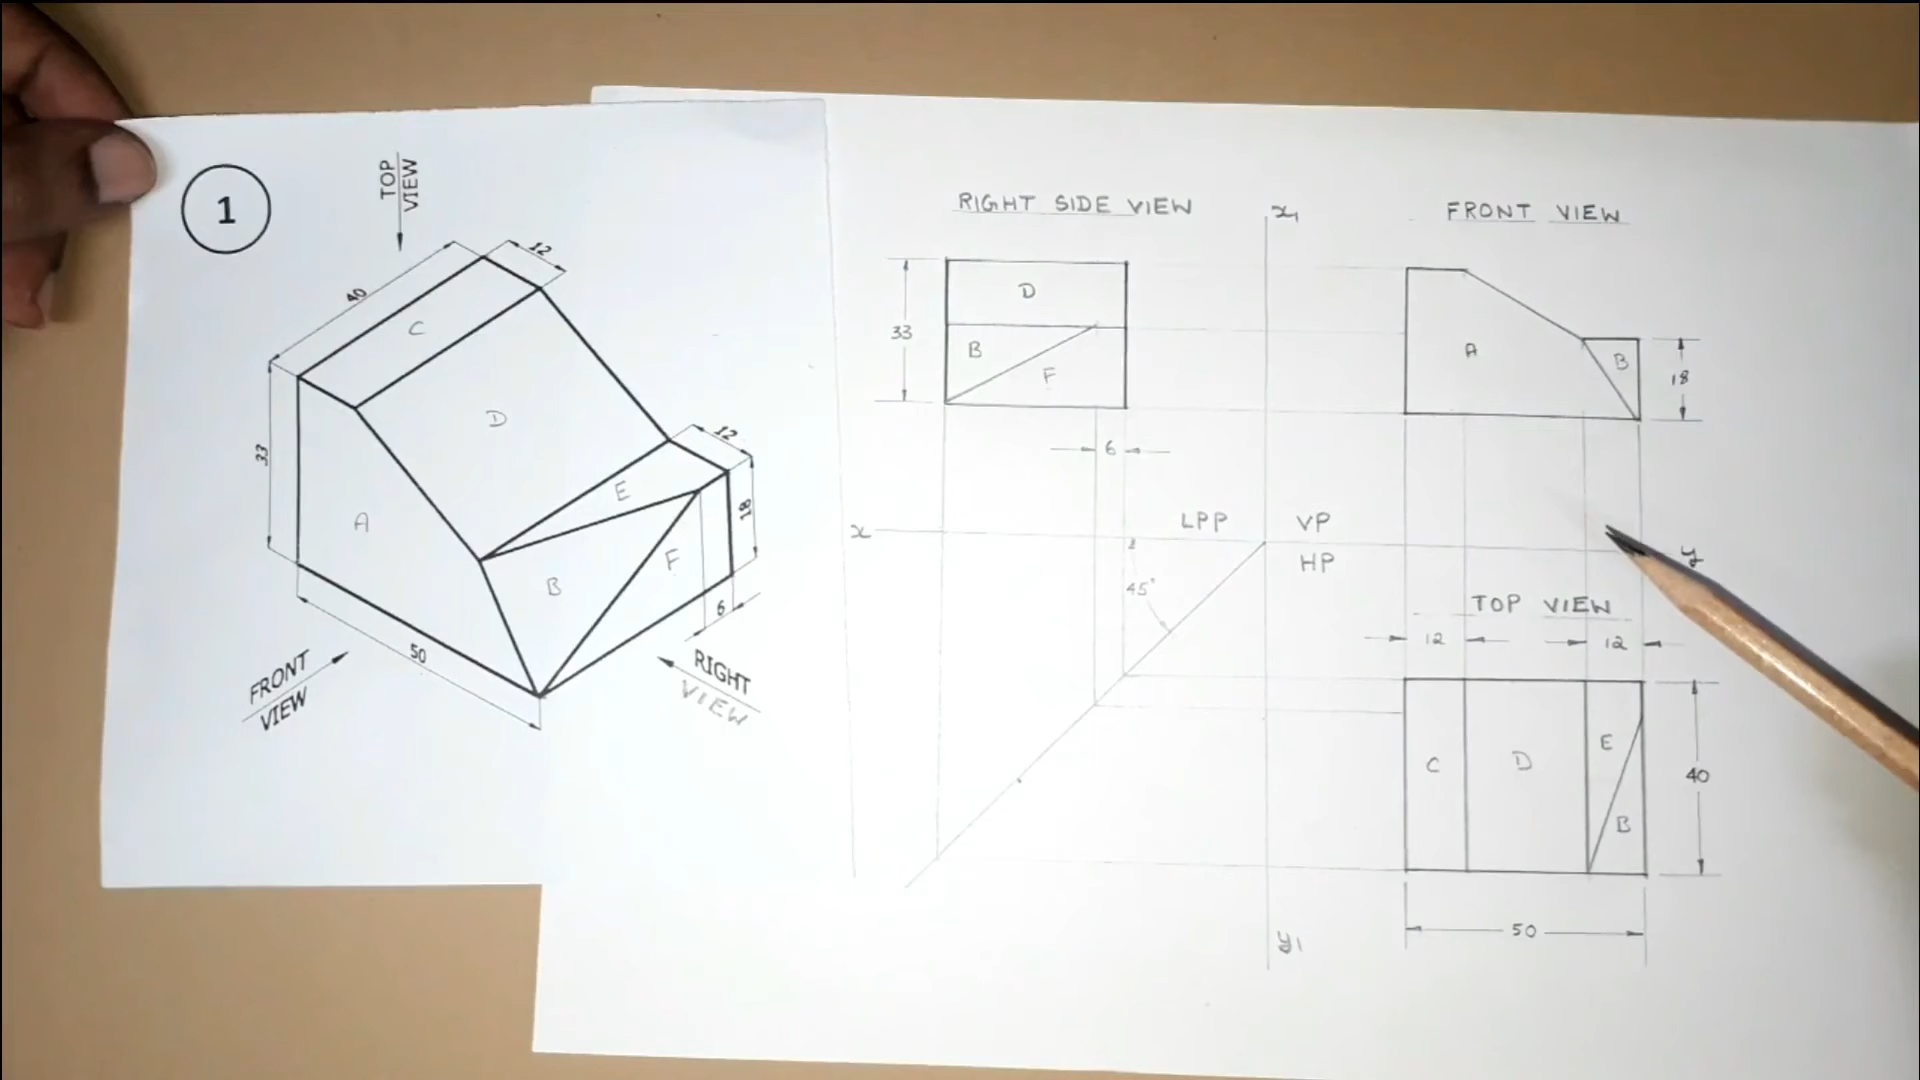 1
TOP
VIEW
12
40
C
D
33
A
12
E
18
B
F
6
50
FRONT
VIEW
RIGHT
VIEW
RIGHT SIDE VIEW
x1
FRONT VIEW
D
33
B
F
6
A
B
18
x
LPP
VP
HP
y
45°
TOP VIEW
12
12
C
D
E
B
40
50
y1